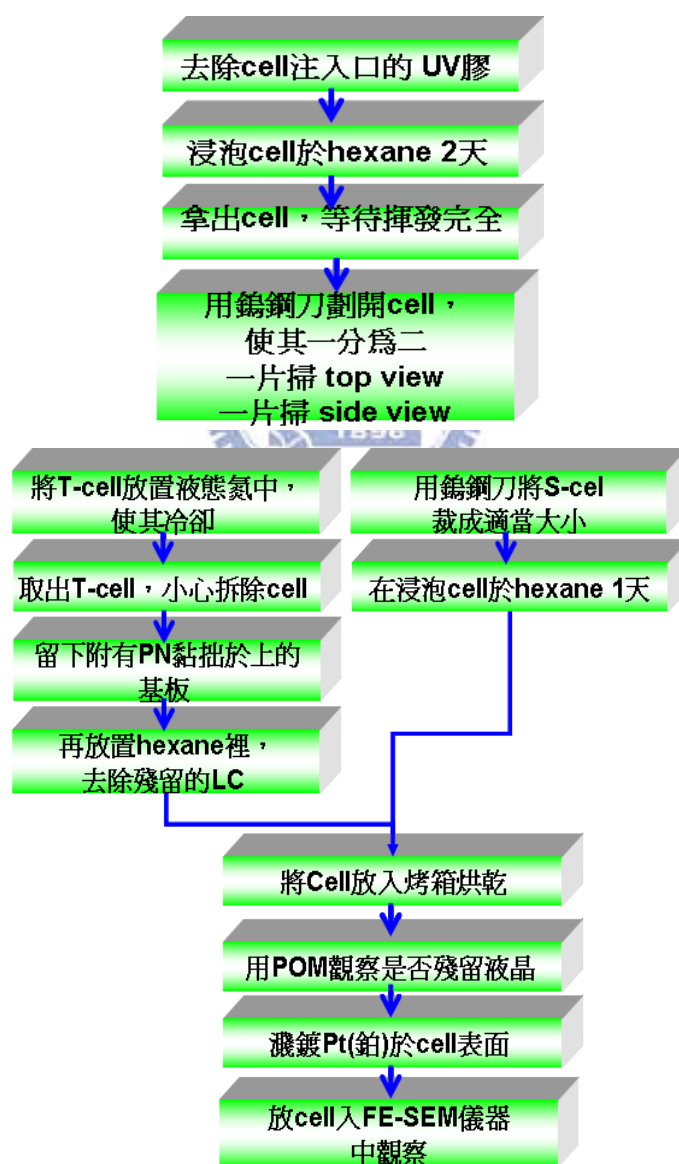 去除cell注入口的 UV膠
浸泡cell於hexane 2天
拿出cell，等待揮發完全
用鎢鋼刀劃開cell，
使其一分爲二
一片掃 top view
一片掃 side view
1896
將T-cell放置液態氮中，
使其冷卻
取出T-cell，小心拆除cell
留下附有PN黏拙於上的
基板
再放置hexane裡，
去除殘留的LC
用鎢鋼刀將S-cel
裁成適當大小
在浸泡cell於hexane 1天
將Cell放入烤箱烘乾
用POM觀察是否殘留液晶
濺鍍Pt(鉑)於cell表面
放cell入FE-SEM儀器
中觀察